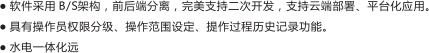 ● 软件采用 B/S架构，前后端分离，完美支持二次开发，支持云端部署、平台化应用。
● 具有操作员权限分级、操作范围设定、操作过程历史记录功能。
● 水电一体化远